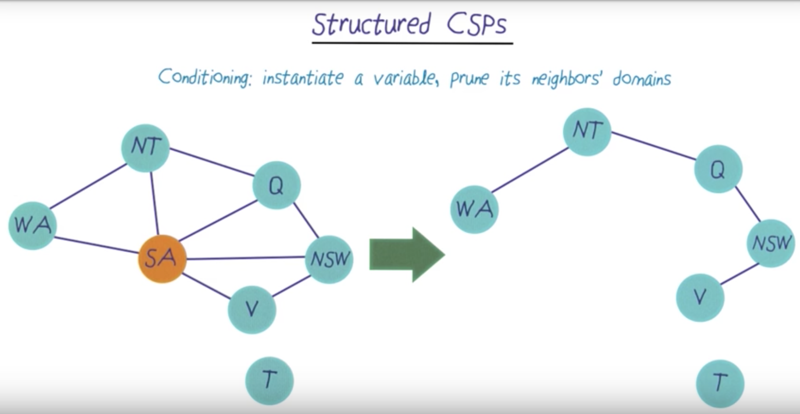 Structured CSPs
Conditioning: instantiate a variable, prune its neighbors' domains
NT
Q
WA
SA
NSW
V
T
NT
Q
WA
NSW
V
T